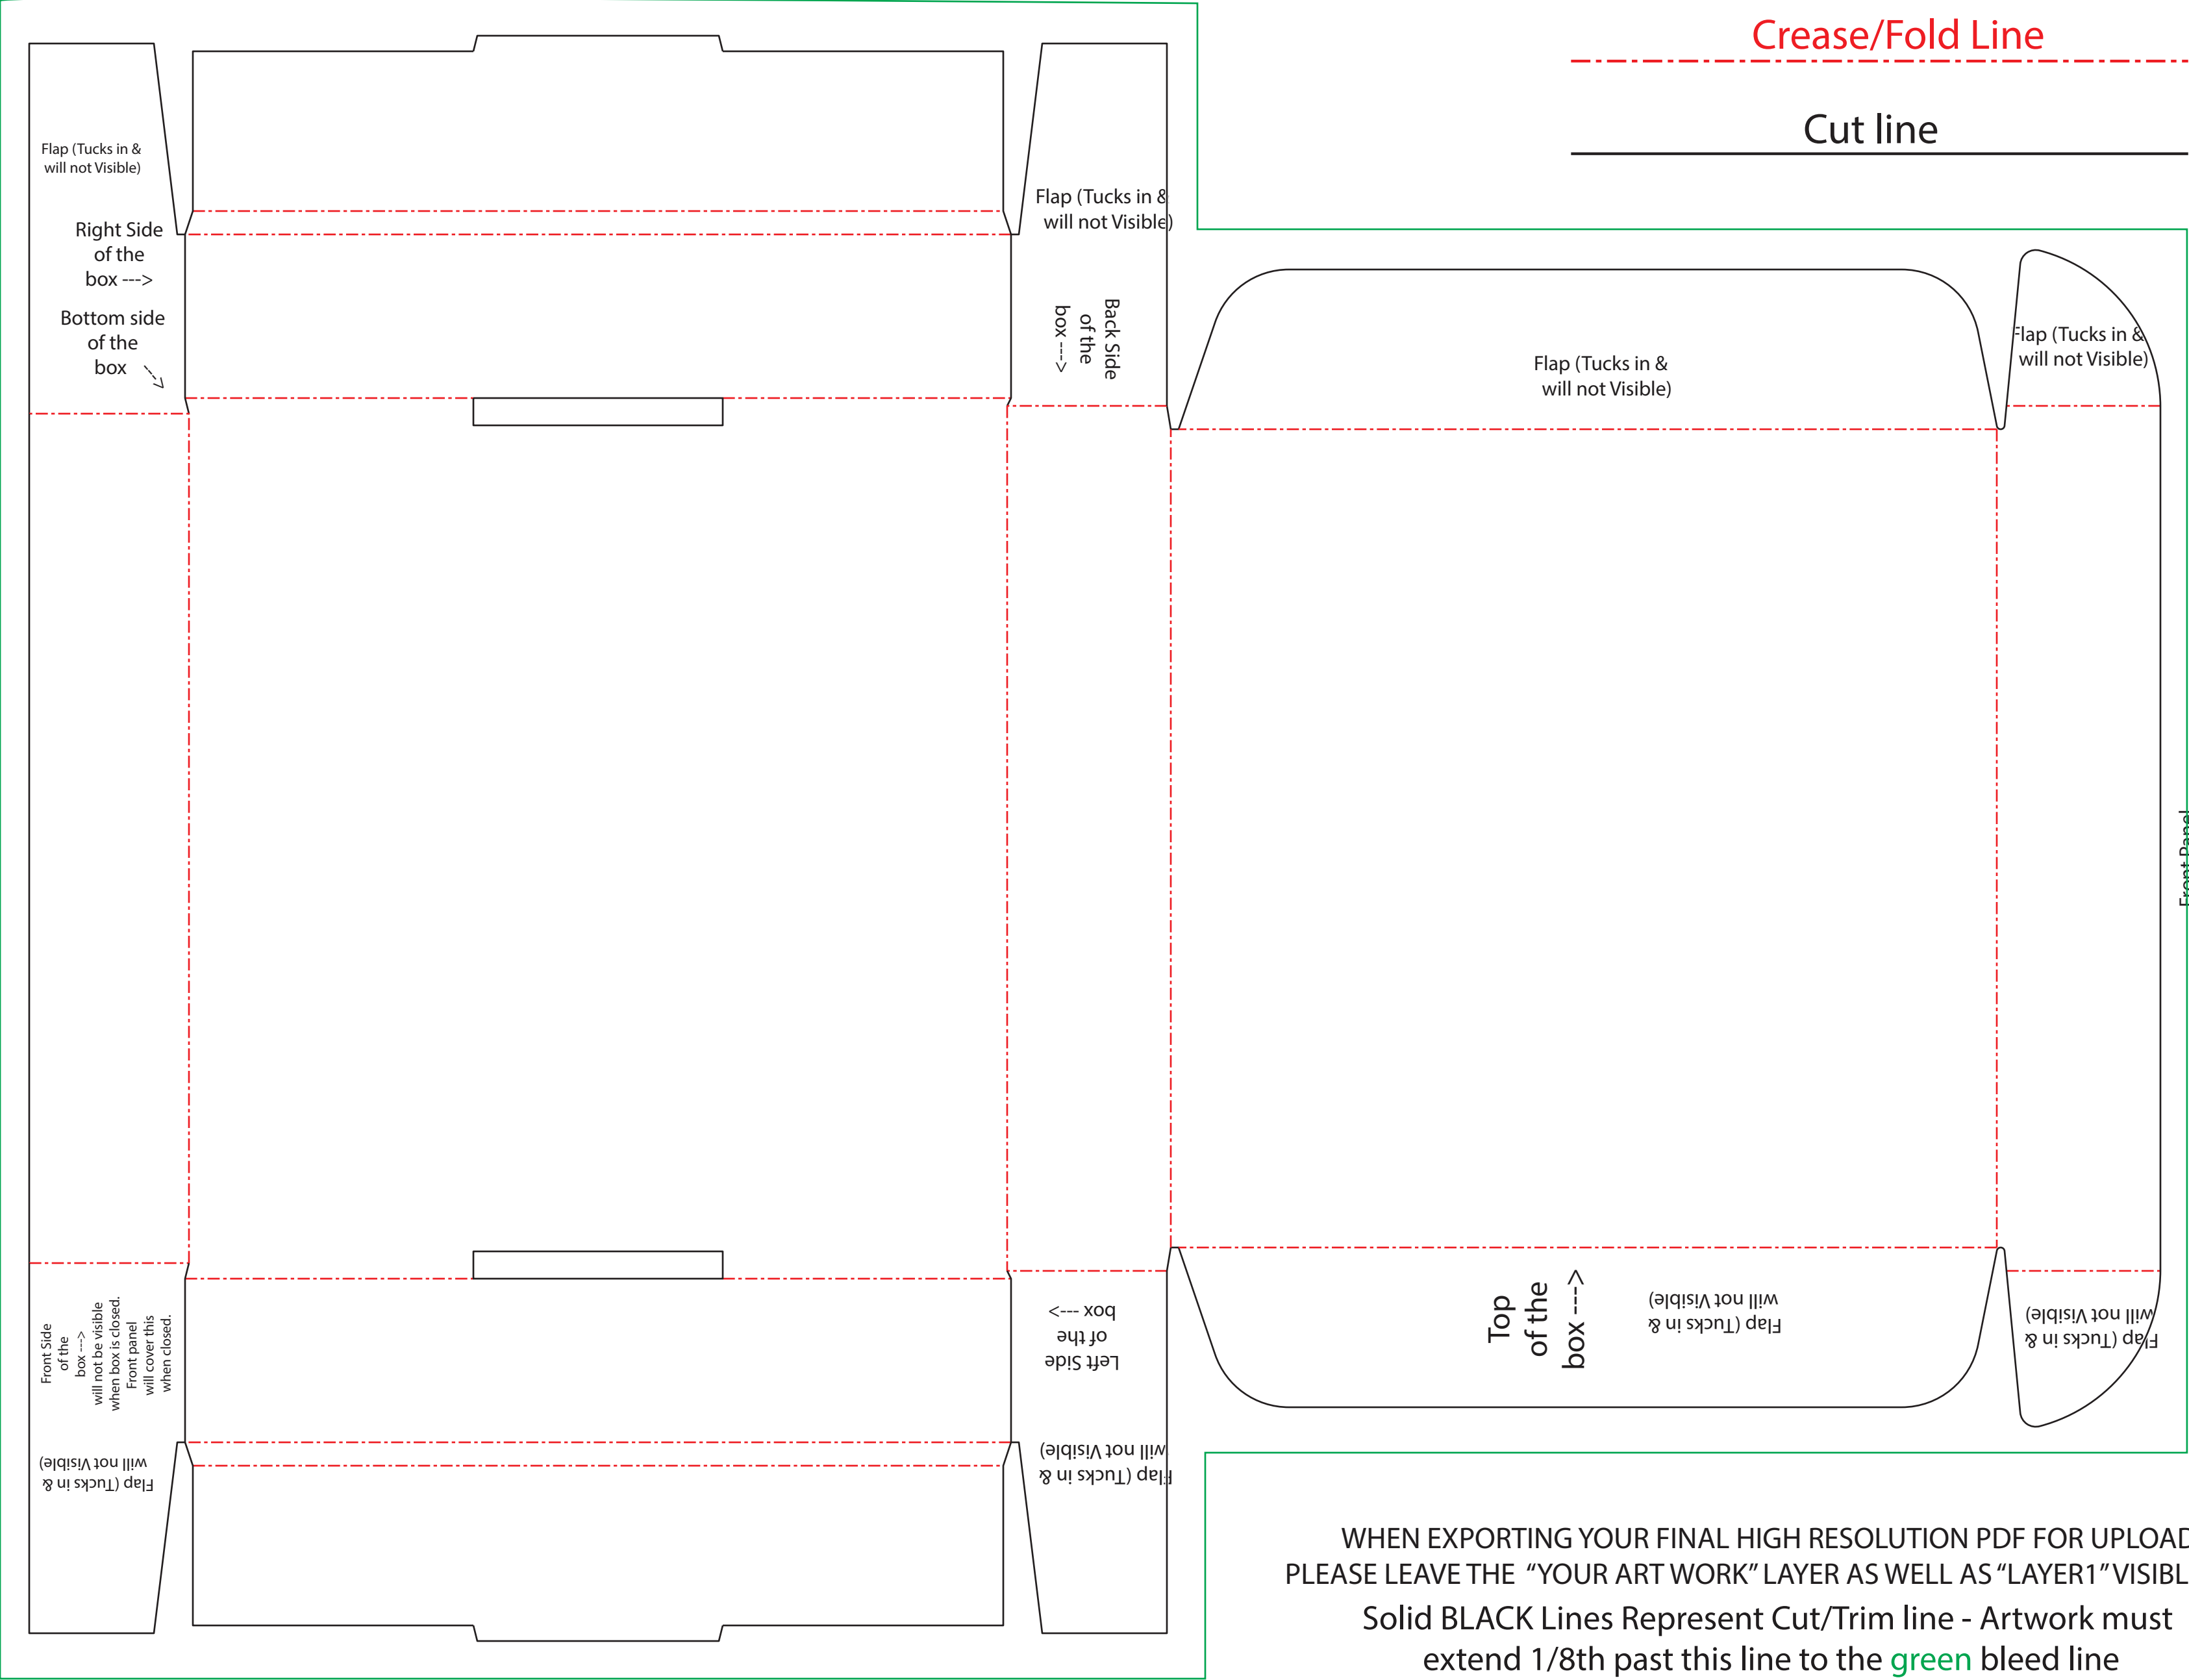 Crease/Fold Line
Cut line
Flap (Tucks in &
will not Visible)
Right Side
of the
box --->
Bottom side
of the
box --->
Flap (Tucks in &
will not Visible)
Back Side
of the
box --->
Flap (Tucks in &
will not Visible)
Flap (Tucks in &
will not Visible)
Front Panel
Front Side
of the
box --->
will not be visible
when box is closed.
Front panel
will cover this
when closed.
Flap (Tucks in &
will not Visible)
Left Side
of the
box --->
Flap (Tucks in &
will not Visible)
Top
of the
box --->
Flap (Tucks in &
will not Visible)
Flap (Tucks in &
will not Visible)
WHEN EXPORTING YOUR FINAL HIGH RESOLUTION PDF FOR UPLOAD
PLEASE LEAVE THE “YOUR ART WORK” LAYER AS WELL AS “LAYER1” VISIBL
Solid BLACK Lines Represent Cut/Trim line - Artwork must
extend 1/8th past this line to the green bleed line